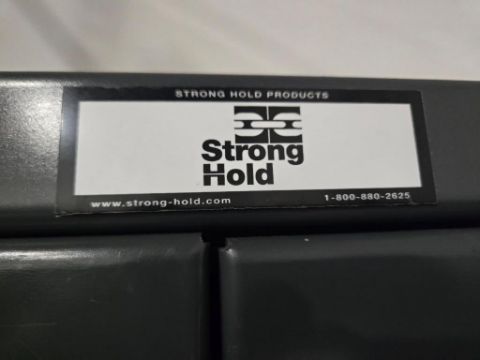 STRONG HOLD PRODUCTS
Strong
Hold
www.strong-hold.com 1-800-880-2625